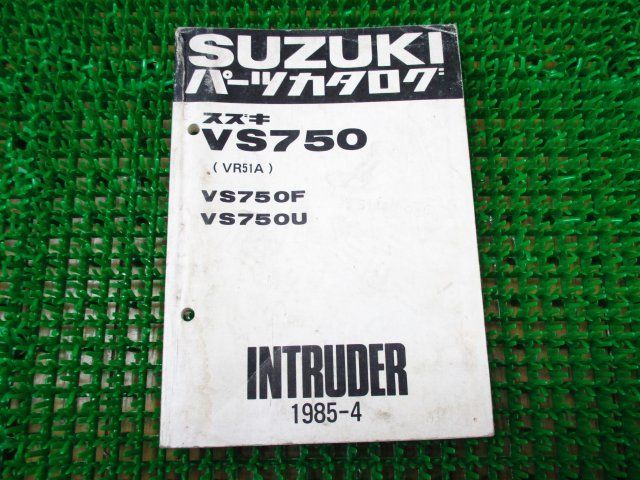 SUZUKI
パーツカタログ
スズキ
VS750
(VR51A)
VS750F
VS750U
INTRUDER
1985-4